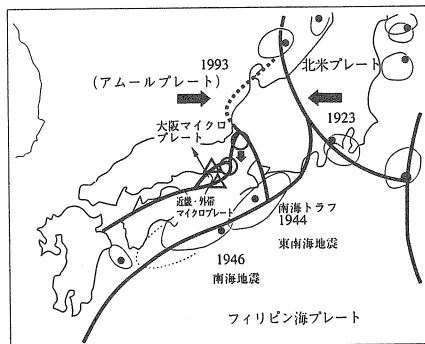 1993
(アムールプレート)
北米プレート
1923
大阪マイクロ
プレート
近畿・外帯
マイクロプレート
南海トラフ
1944
東南海地震
1946
南海地震
フィリピン海プレート